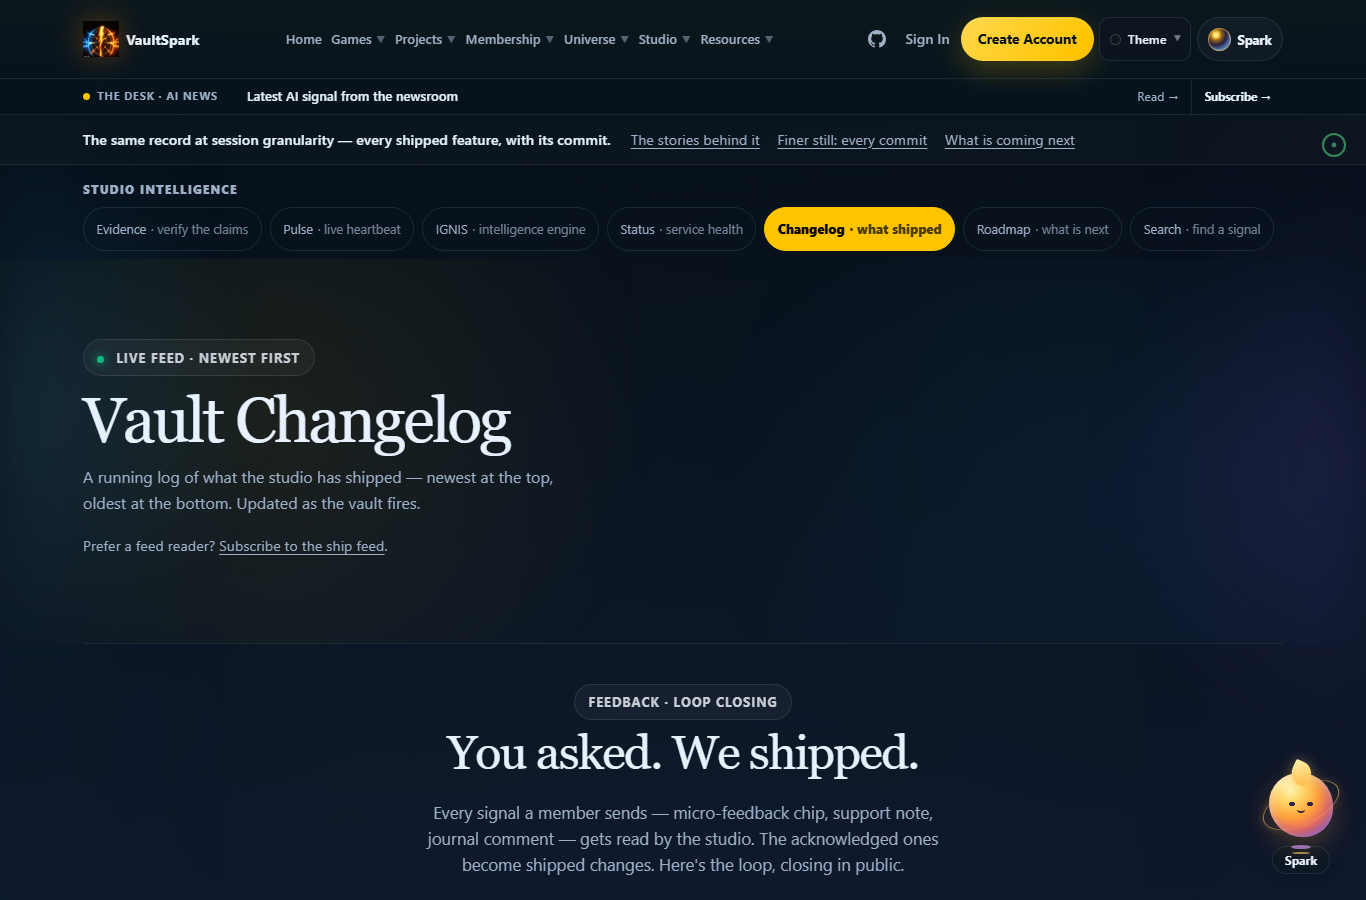 VaultSpark
Home Games Projects Membership Universe Studio Resources
Sign In Create Account Theme Spark
THE DESK · AI NEWS Latest AI signal from the newsroom Read → Subscribe →
The same record at session granularity — every shipped feature, with its commit. The stories behind it Finer still: every commit What is coming next
STUDIO INTELLIGENCE
Evidence · verify the claims Pulse · live heartbeat IGNIS · intelligence engine Status · service health Changelog · what shipped Roadmap · what is next Search · find a signal
LIVE FEED · NEWEST FIRST
Vault Changelog
A running log of what the studio has shipped — newest at the top,
oldest at the bottom. Updated as the vault fires.
Prefer a feed reader? Subscribe to the ship feed.
FEEDBACK · LOOP CLOSING
You asked. We shipped.
Every signal a member sends — micro-feedback chip, support note,
journal comment — gets read by the studio. The acknowledged ones
become shipped changes. Here's the loop, closing in public.
Spark